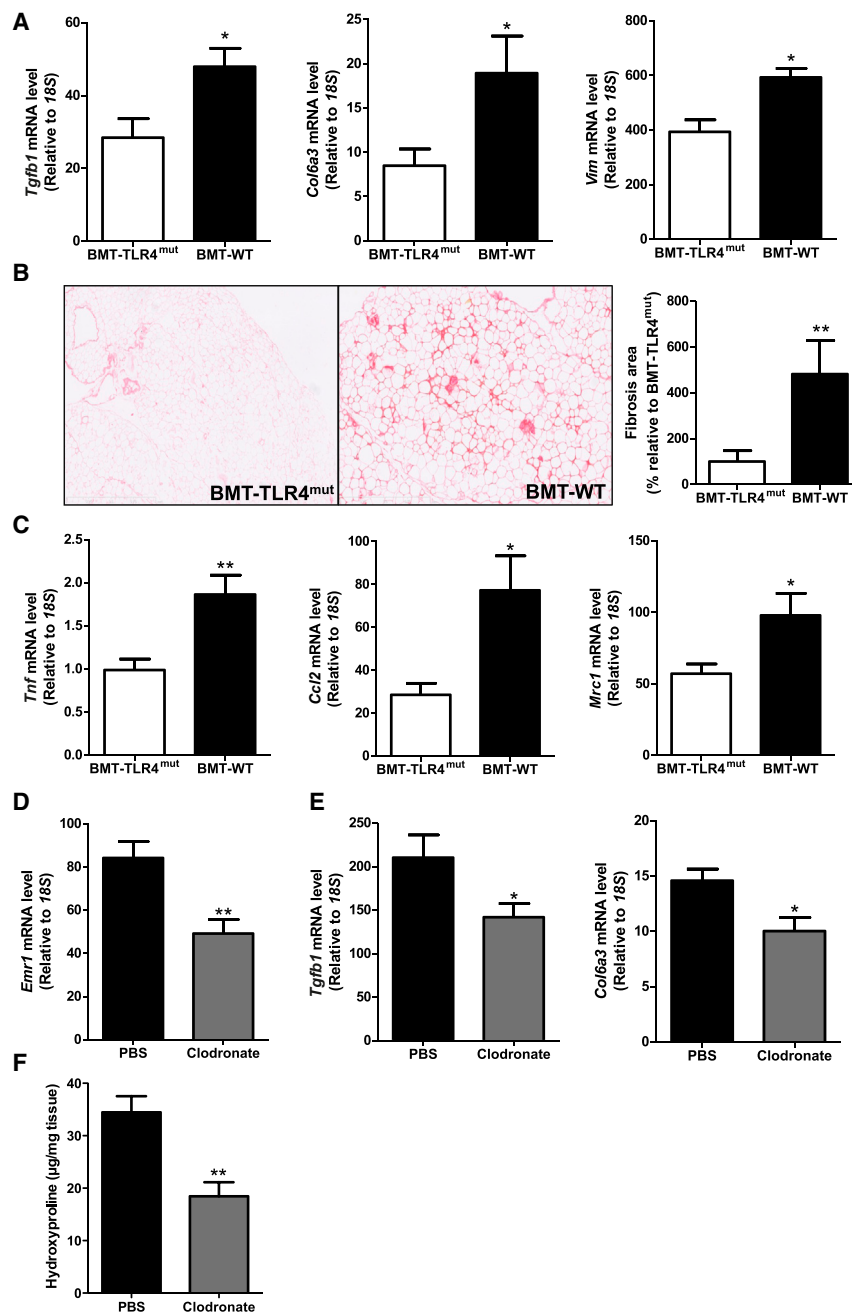 A
Tgfb1 mRNA level
(Relative to 18S)
60
40
20
0
BMT-TLR4mut
BMT-WT
*
Col6a3 mRNA level
(Relative to 18S)
25
20
15
10
5
0
BMT-TLR4mut
BMT-WT
*
Vim mRNA level
(Relative to 18S)
800
600
400
200
0
BMT-TLR4mut
BMT-WT
*
B
BMT-TLR4mut
BMT-WT
Fibrosis area
(% relative to BMT-TLR4mut)
800
600
400
200
0
BMT-TLR4mut
BMT-WT
**
C
Tnf mRNA level
(Relative to 18S)
2.5
2.0
1.5
1.0
0.5
0.0
BMT-TLR4mut
BMT-WT
**
Ccl2 mRNA level
(Relative to 18S)
100
80
60
40
20
0
BMT-TLR4mut
BMT-WT
*
Mrc1 mRNA level
(Relative to 18S)
150
100
50
0
BMT-TLR4mut
BMT-WT
*
D
Emr1 mRNA level
(Relative to 18S)
100
80
60
40
20
0
PBS
Clodronate
**
E
Tgfb1 mRNA level
(Relative to 18S)
250
200
150
100
50
0
PBS
Clodronate
*
Col6a3 mRNA level
(Relative to 18S)
20
15
10
5
0
PBS
Clodronate
*
F
Hydroxyproline (µg/mg tissue)
40
30
20
10
0
PBS
Clodronate
**